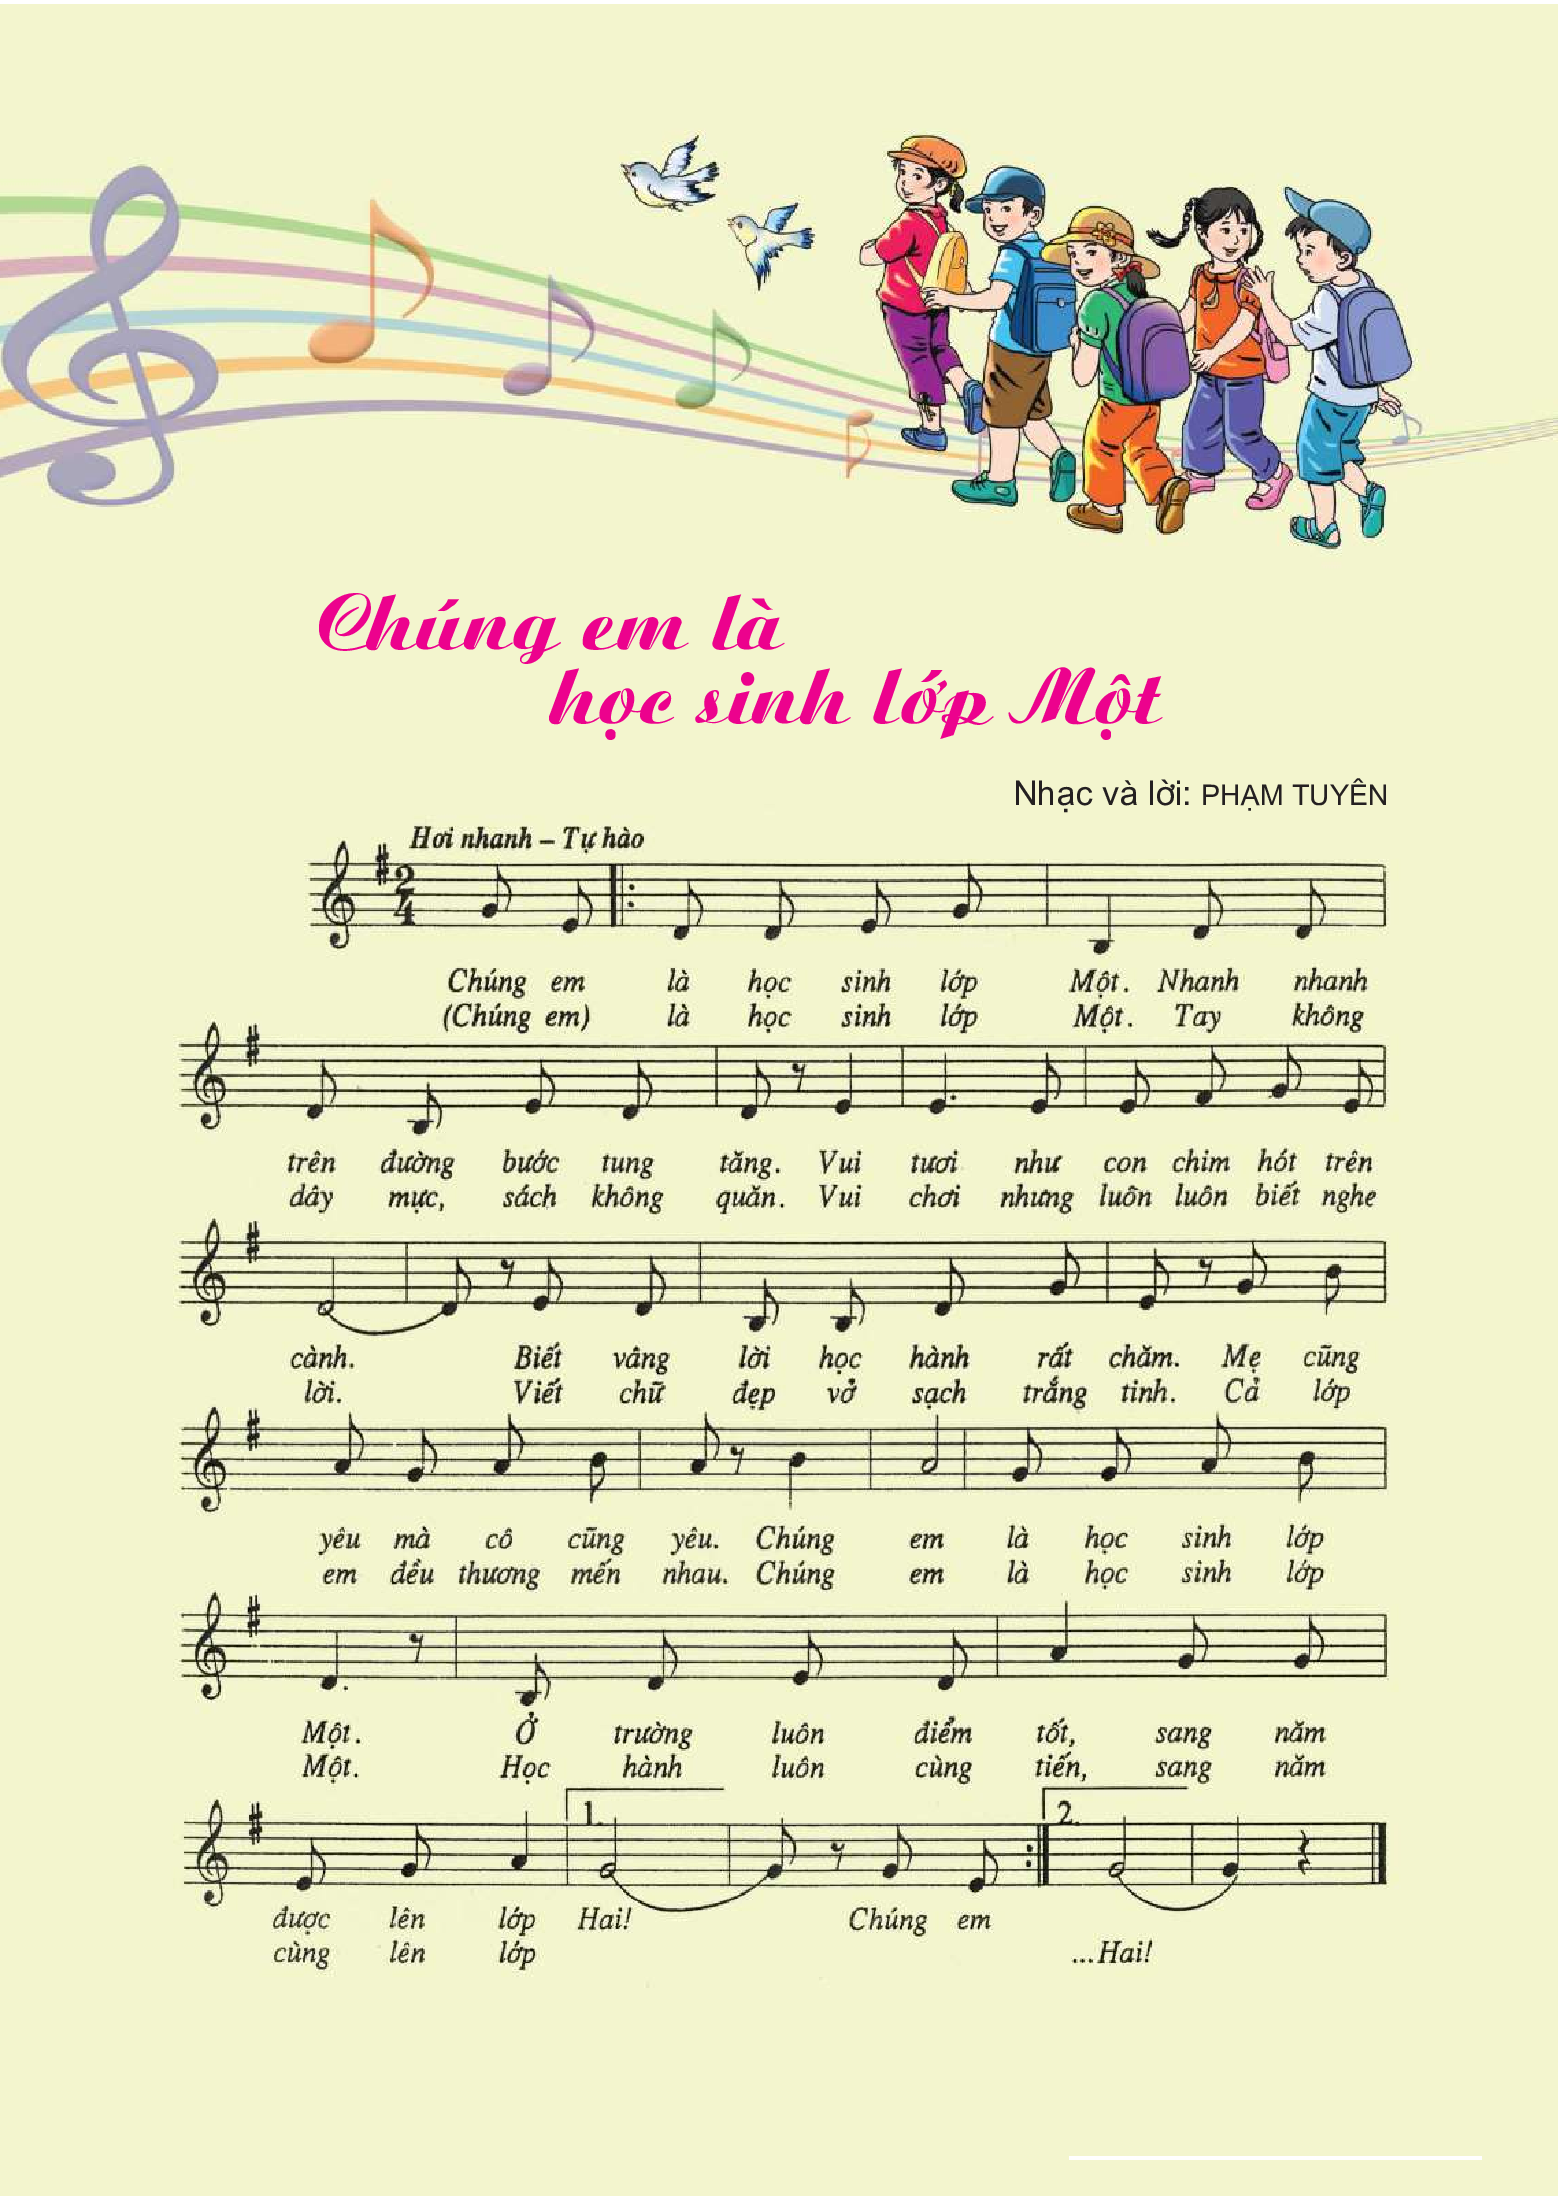 Chúng em là
học sinh lớp Một
Nhạc và lời: PHẠM TUYÊN
Hơi nhanh – Tự hào
2
4
Chúng em là học sinh lớp Một. Nhanh nhanh
(Chúng em) là học sinh lớp Một. Tay không
trên đường bước tung tăng. Vui tươi như con chim hót trên
dây mực, sách không quăn. Vui chơi nhưng luôn luôn biết nghe
cành. Biết vâng lời học hành rất chăm. Mẹ cũng
lời. Viết chữ đẹp vở sạch trắng tinh. Cả lớp
yêu mà cô cũng yêu. Chúng em là học sinh lớp
em đều thương mến nhau. Chúng em là học sinh lớp
Một. Ở trường luôn điểm tốt, sang năm
Một. Học hành luôn cùng tiến, sang năm
1. 2.
được lên lớp Hai! Chúng em
cùng lên lớp ...Hai!